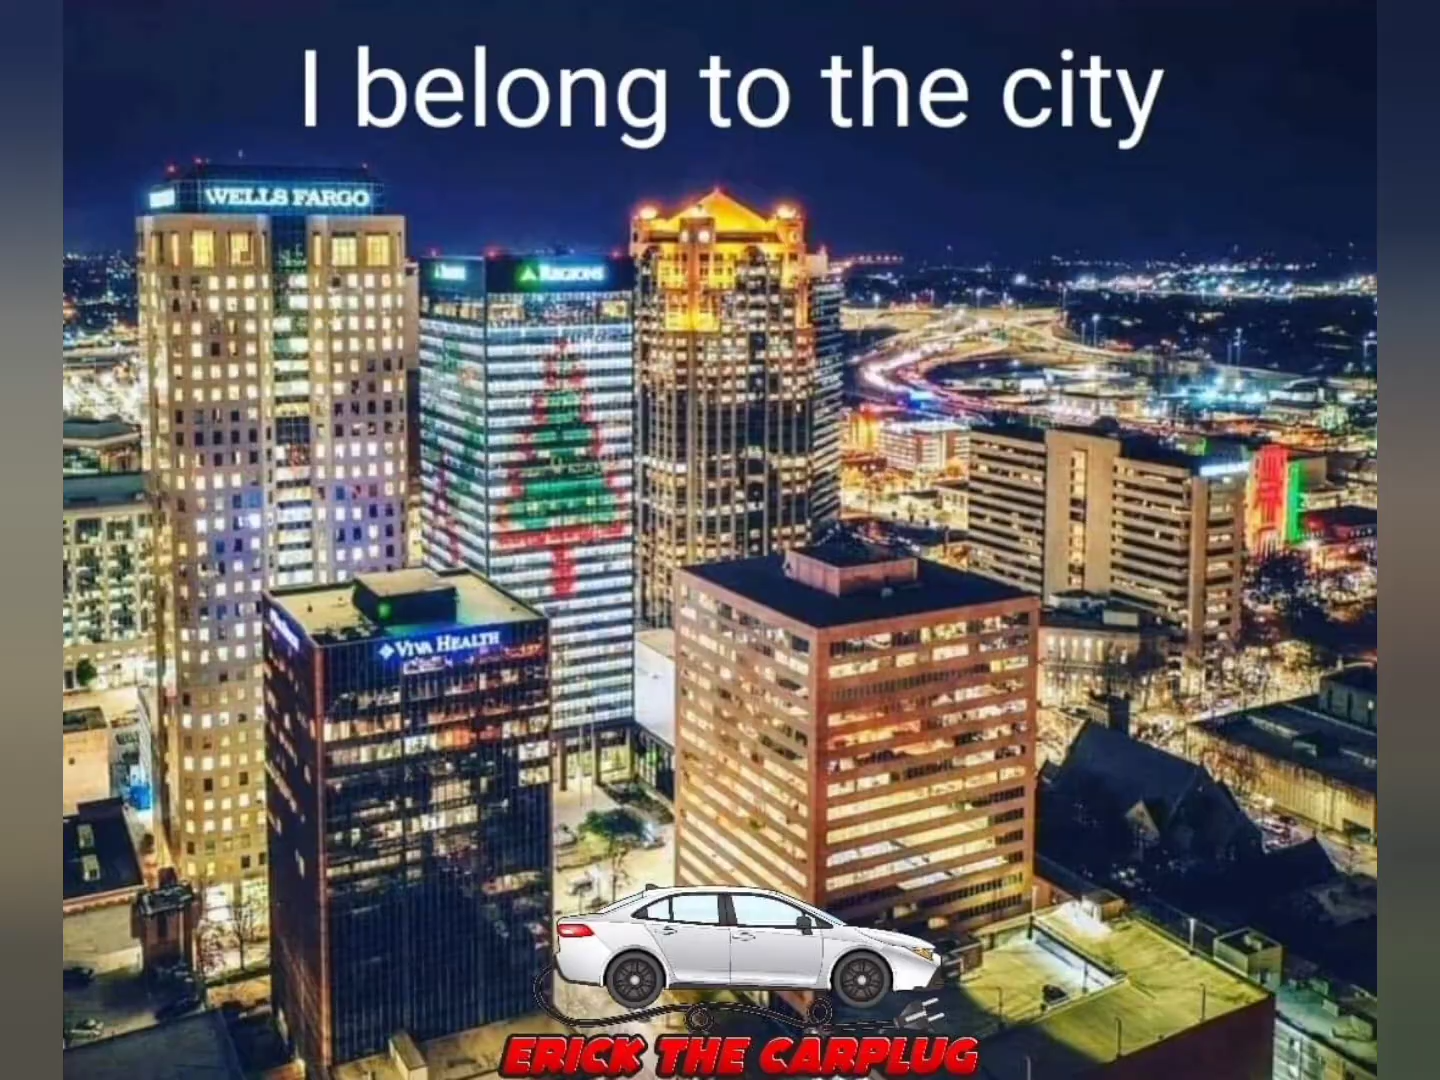 I belong to the city
WELLS FARGO
REGIONS
VIVA HEALTH
ERICK THE CARPLUG